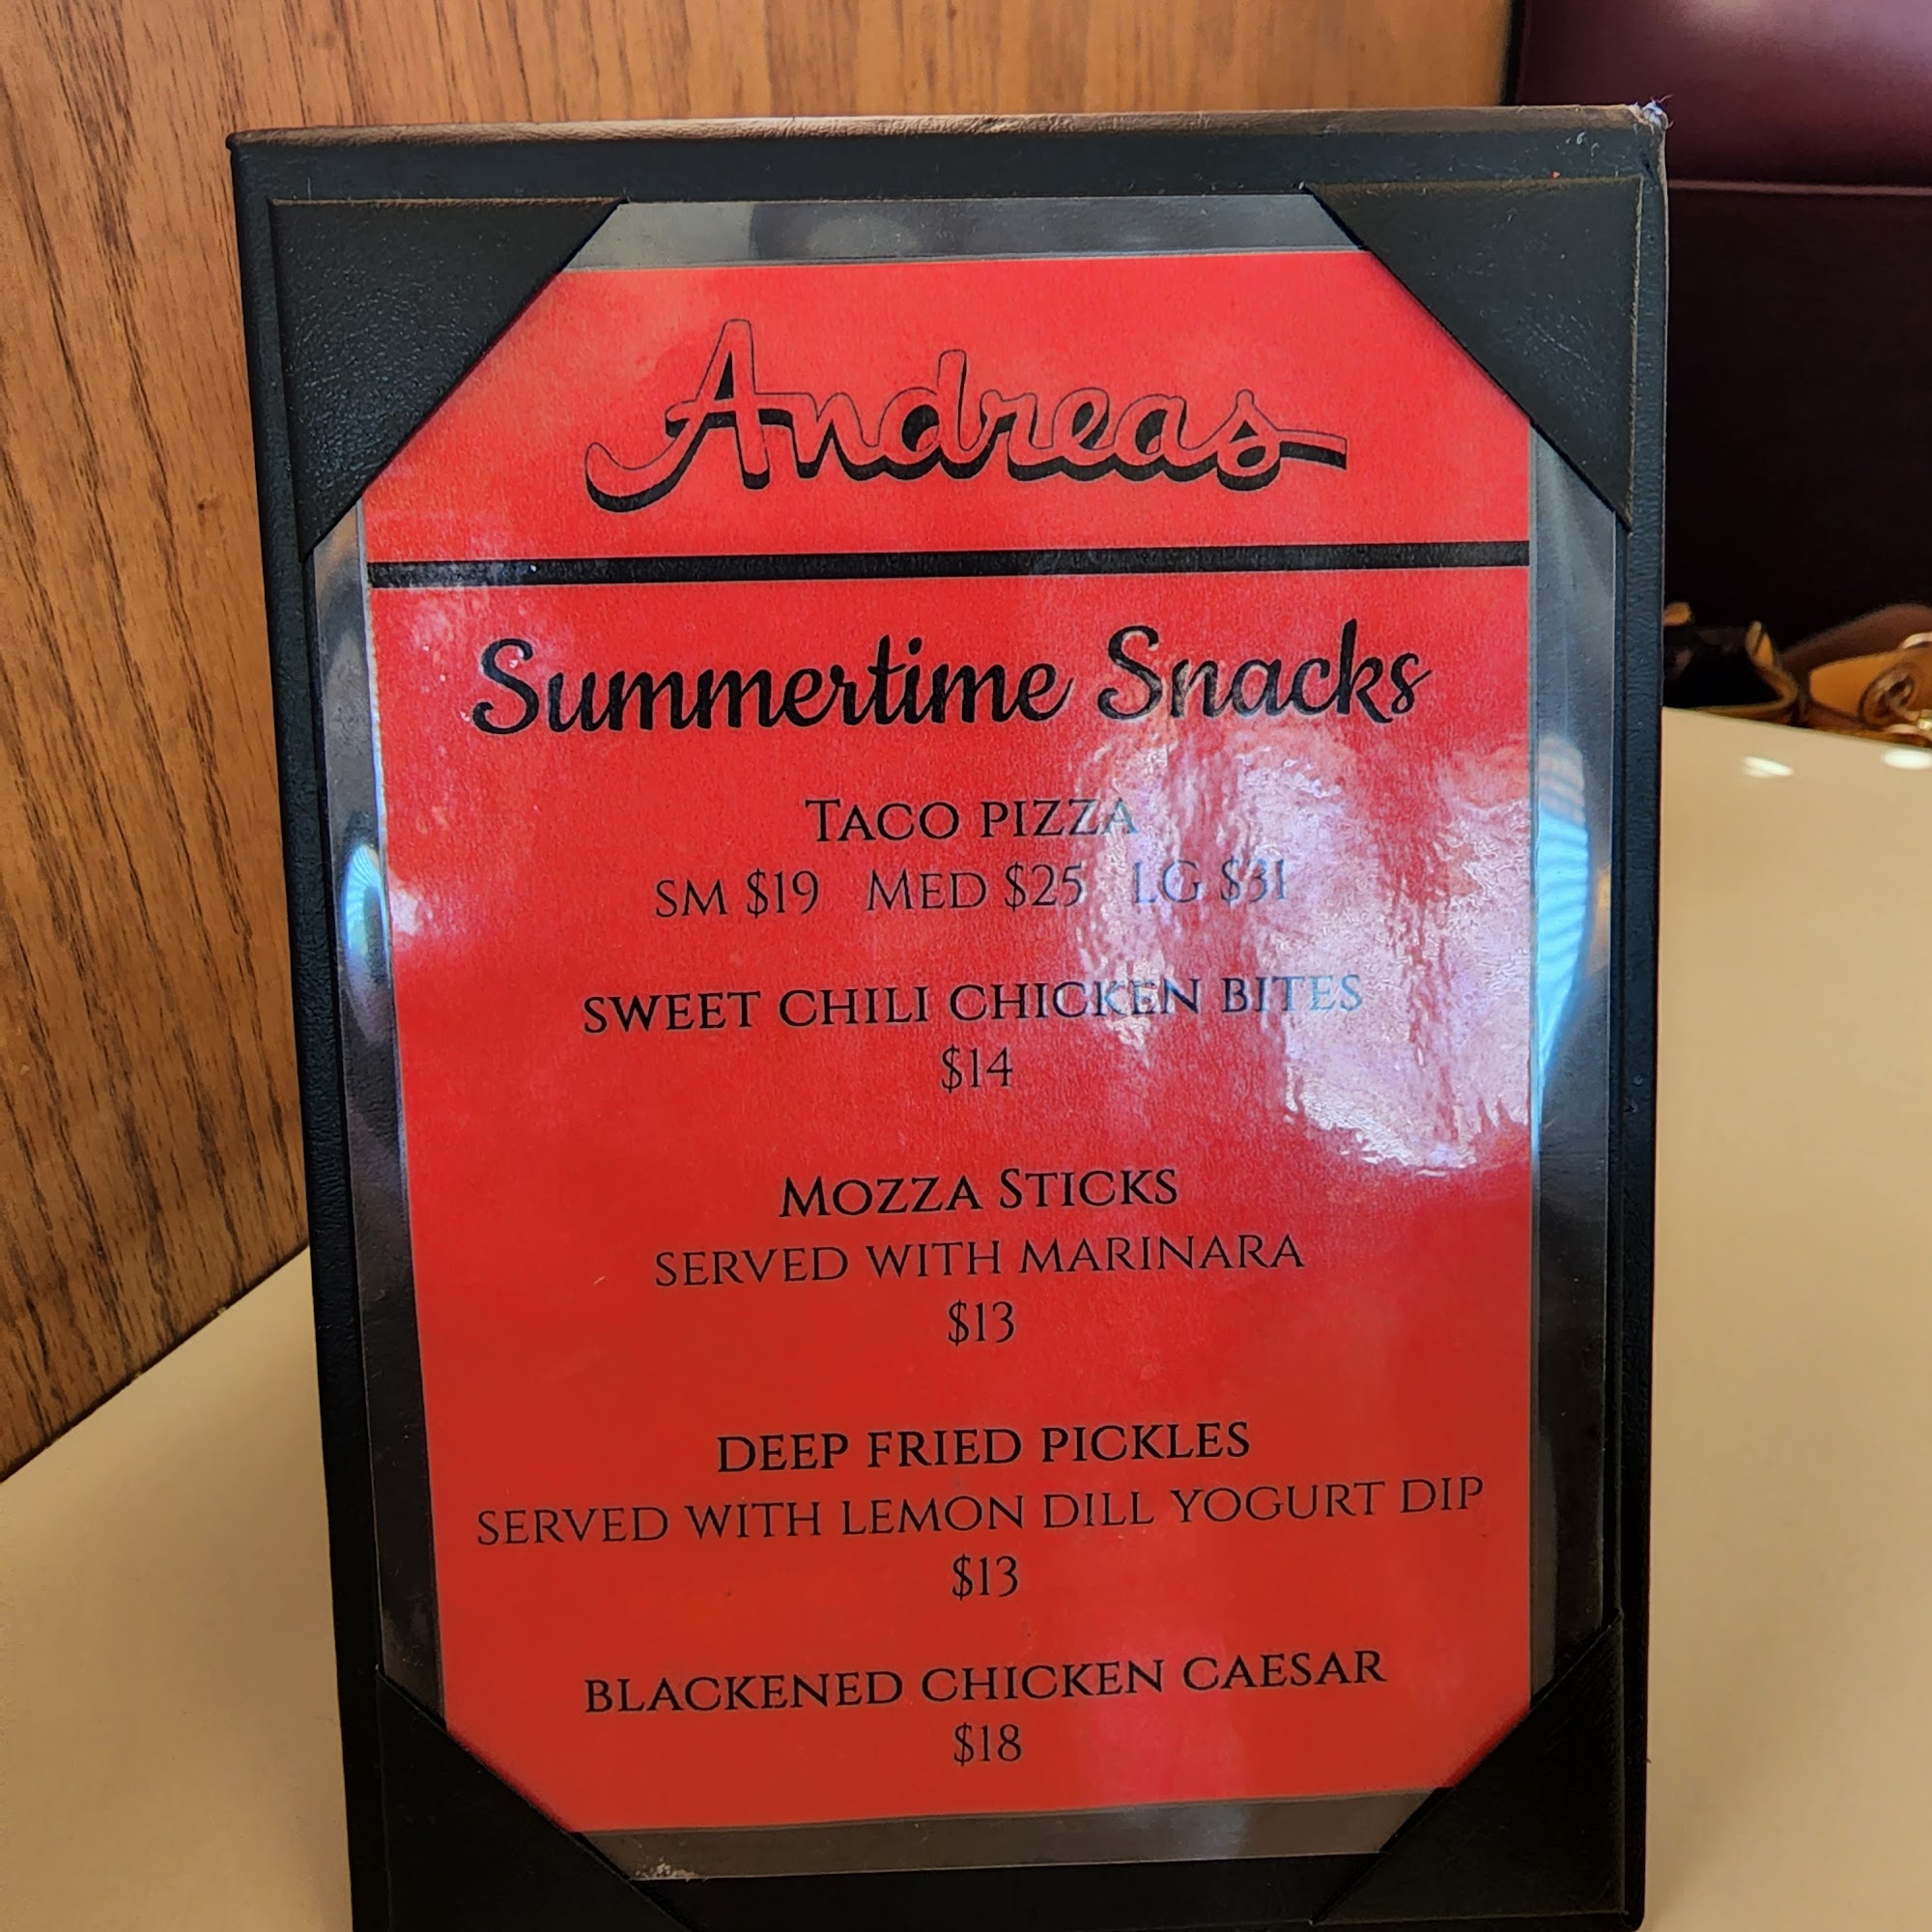 Andreas
Summertime Snacks
TACO PIZZA
SM $19 MED $25 LG $31
SWEET CHILI CHICKEN BITES
$14
MOZZA STICKS
SERVED WITH MARINARA
$13
DEEP FRIED PICKLES
SERVED WITH LEMON DILL YOGURT DIP
$13
BLACKENED CHICKEN CAESAR
$18